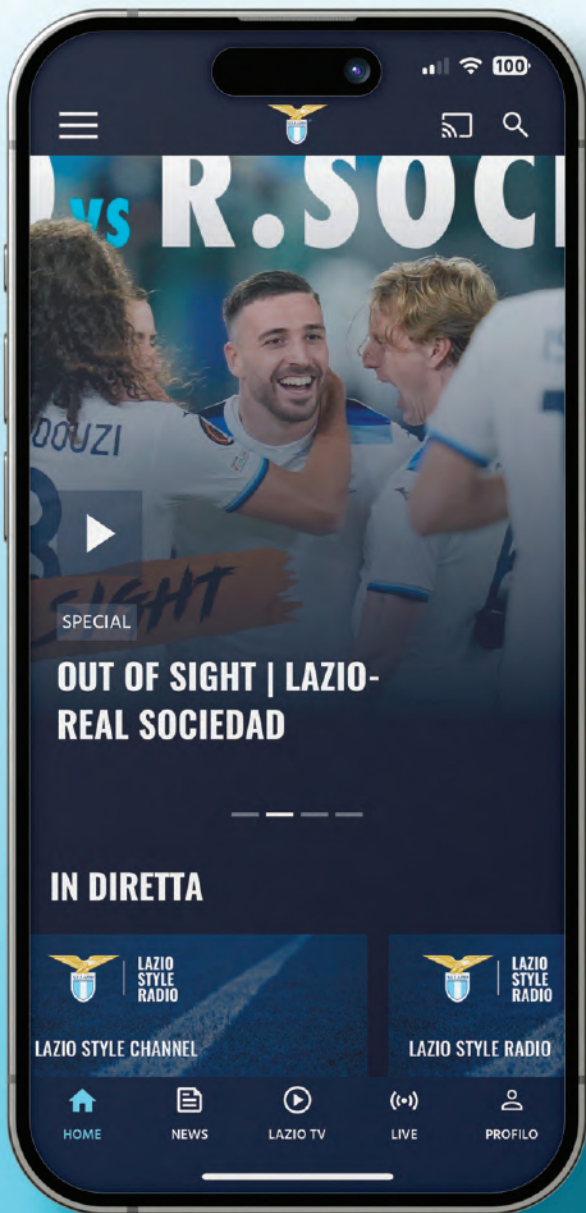 100
VS R.SOCI
DOUZI
SIGHT
SPECIAL
OUT OF SIGHT | LAZIO-
REAL SOCIEDAD
IN DIRETTA
LAZIO
STYLE
RADIO
LAZIO STYLE CHANNEL
LAZIO
STYLE
RADIO
LAZIO STYLE RADIO
HOME
NEWS
LAZIO TV
LIVE
PROFILO